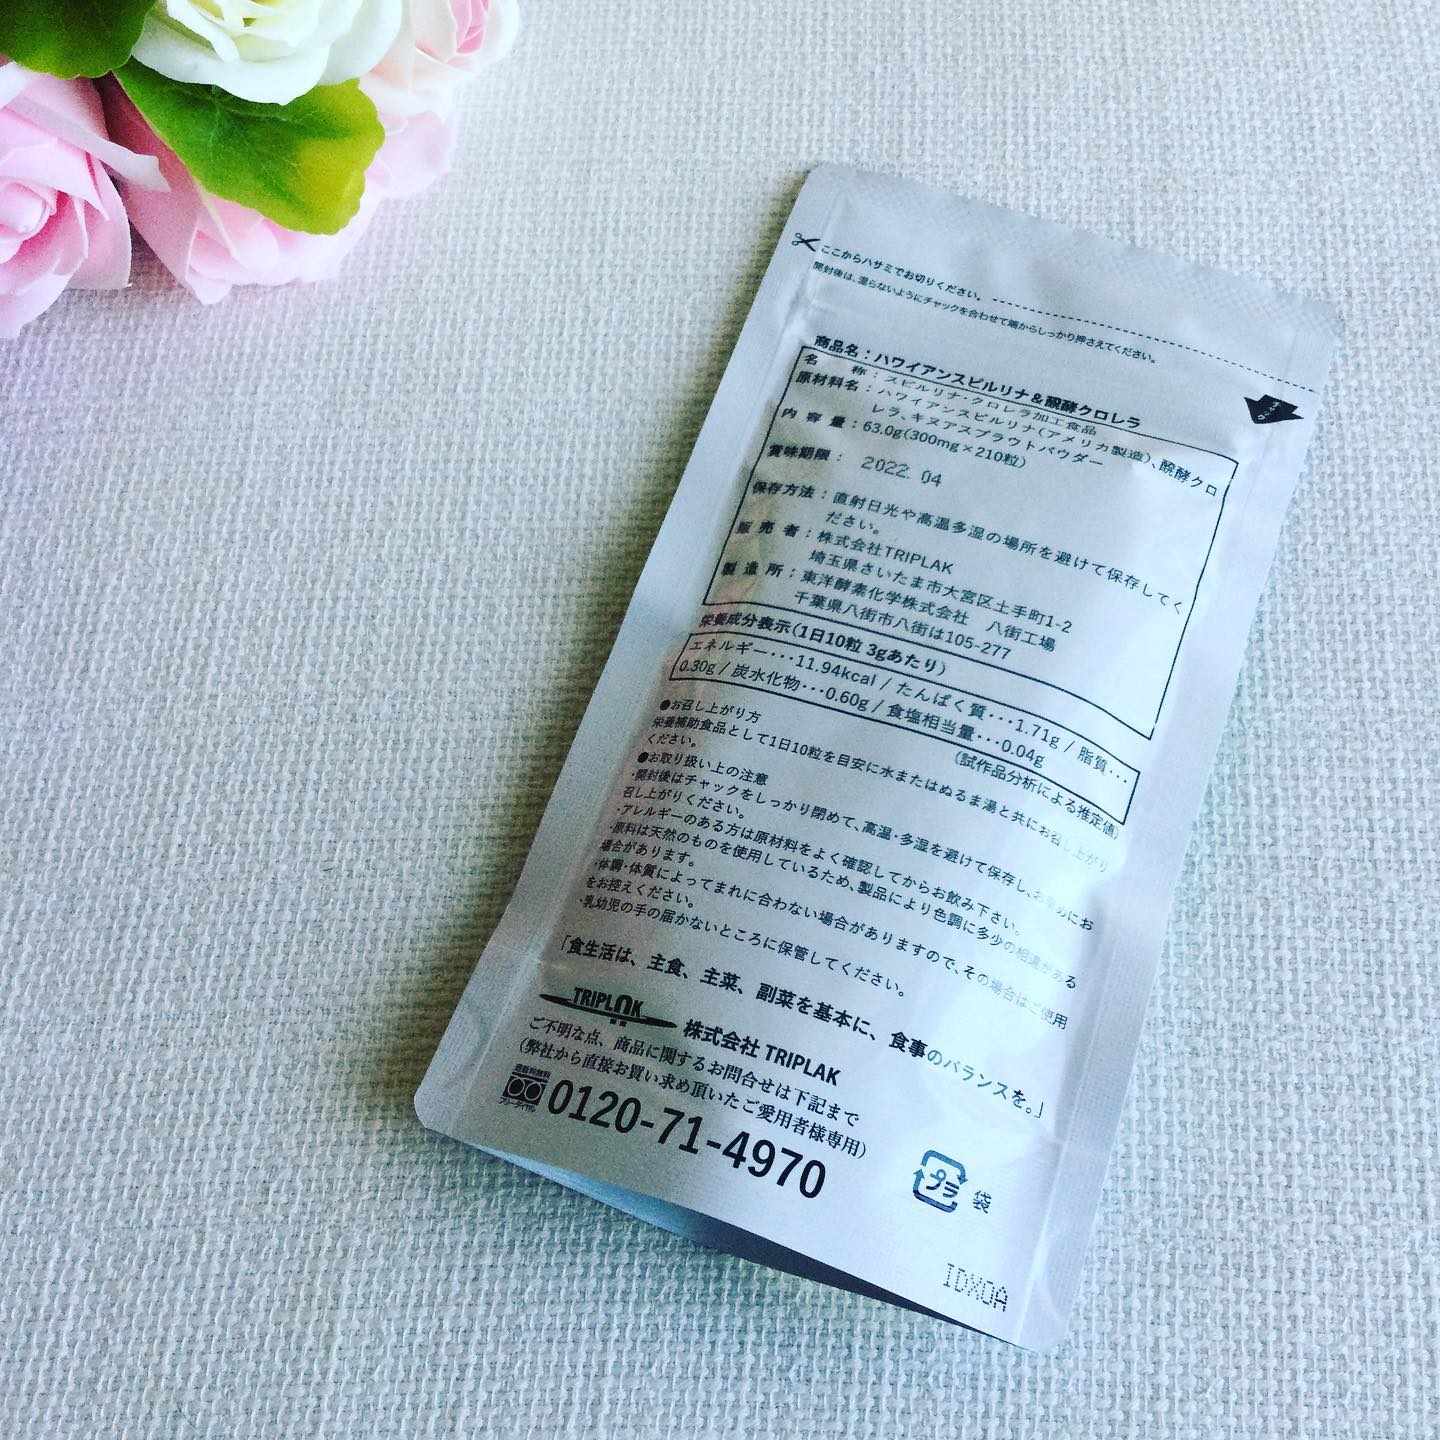 ここからハサミでお切りください。
開封後は、湿らないようにチャックを合わせて端からしっかり押さえてください。
商品名：ハワイアンスピルリナ＆醗酵クロレラ
名称：スピルリナ・クロレラ加工食品
原材料名：ハワイアンスピルリナ(アメリカ製造)、醗酵クロ
レラ、キヌアスプラウトパウダー
内容量：63.0g(300mg×210粒)
賞味期限：2022.04
保存方法：直射日光や高温多湿の場所を避けて保存してく
ださい。
販売者：株式会社TRIPLAK
埼玉県さいたま市大宮区土手町1-2
製造所：東洋酵素化学株式会社 八街工場
千葉県八街市八街は105-277
栄養成分表示(1日10粒 3gあたり)
エネルギー･･･11.94kcal / たんぱく質･･･1.71g / 脂質･･･
0.30g / 炭水化物･･･0.60g / 食塩相当量･･･0.04g
(試作品分析による推定値)
●お召し上がり方
栄養補助食品として1日10粒を目安に水またはぬるま湯と共にお召し上がり
ください。
●お取り扱い上の注意
･開封後はチャックをしっかり閉めて、高温･多湿を避けて保存し、お早めにお
召し上がりください。
･アレルギーのある方は原材料をよく確認してからお飲み下さい。
･原料は天然のものを使用しているため、製品により色調に多少の相違がある
場合があります。
･体調･体質によってまれに合わない場合がありますので、その場合はご使用
をお控えください。
･乳幼児の手の届かないところに保管してください。
「食生活は、主食、主菜、副菜を基本に、食事のバランスを。」
TRIPLAK 株式会社 TRIPLAK
ご不明な点、商品に関するお問合せは下記まで
(弊社から直接お買い求め頂いたご愛用者様専用)
通話料無料
フリーダイヤル
0120-71-4970
プラ 袋
IDXOA